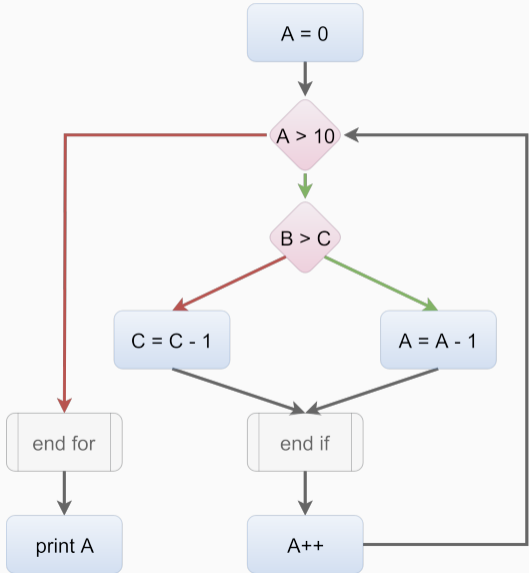 A = 0
A > 10
B > C
C = C - 1
A = A - 1
end for
end if
print A
A++